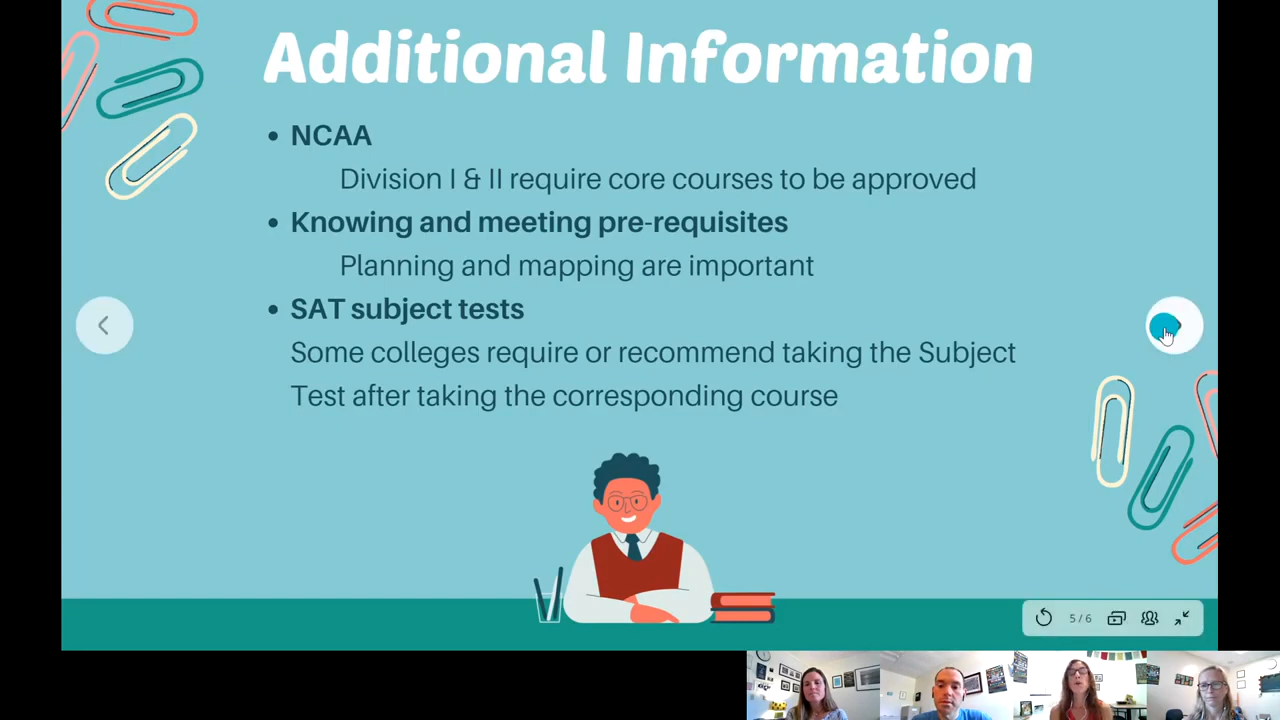 Additional Information
• NCAA
Division I & II require core courses to be approved
• Knowing and meeting pre-requisites
Planning and mapping are important
• SAT subject tests
Some colleges require or recommend taking the Subject
Test after taking the corresponding course
5 / 6